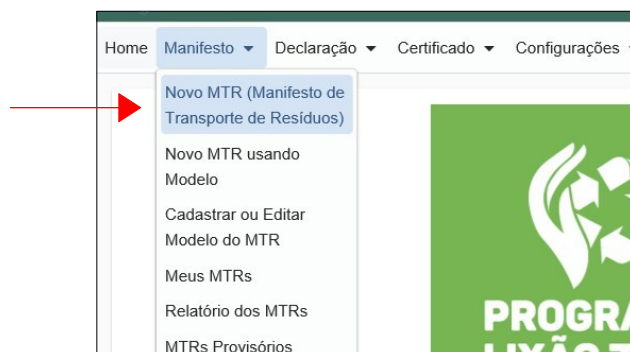 Home Manifesto Declaração Certificado Configurações
Novo MTR (Manifesto de
Transporte de Resíduos)
Novo MTR usando
Modelo
Cadastrar ou Editar
Modelo do MTR
Meus MTRs
Relatório dos MTRs
MTRs Provisórios